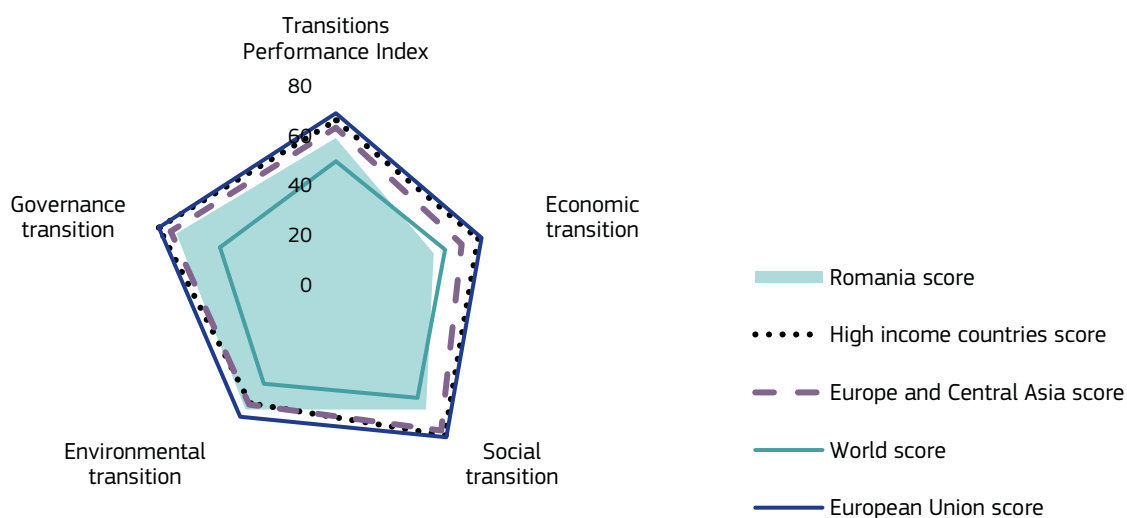 Transitions
Performance Index
80
60
40
20
0
Governance
transition
Economic
transition
Environmental
transition
Social
transition
Romania score
High income countries score
Europe and Central Asia score
World score
European Union score